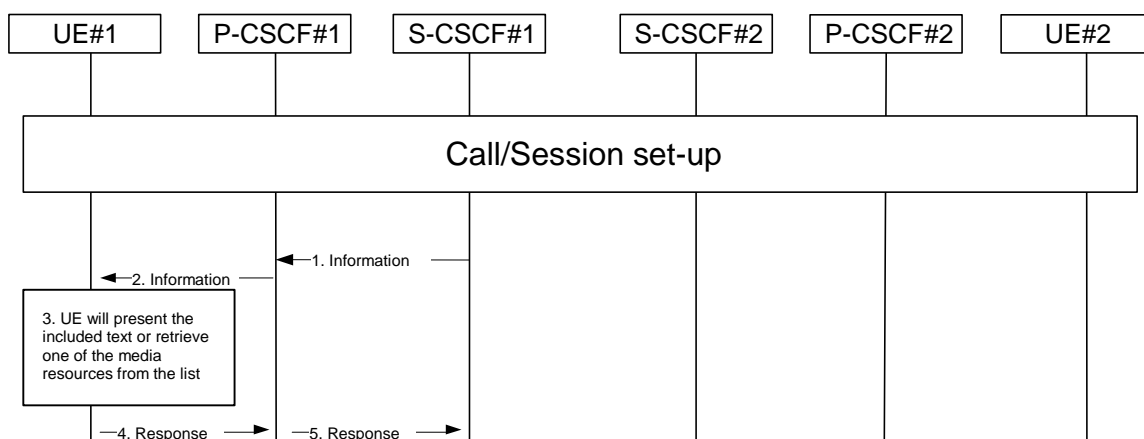 UE#1
P-CSCF#1
S-CSCF#1
S-CSCF#2
P-CSCF#2
UE#2
Call/Session set-up
1. Information
2. Information
3. UE will present the
included text or retrieve
one of the media
resources from the list
4. Response
5. Response